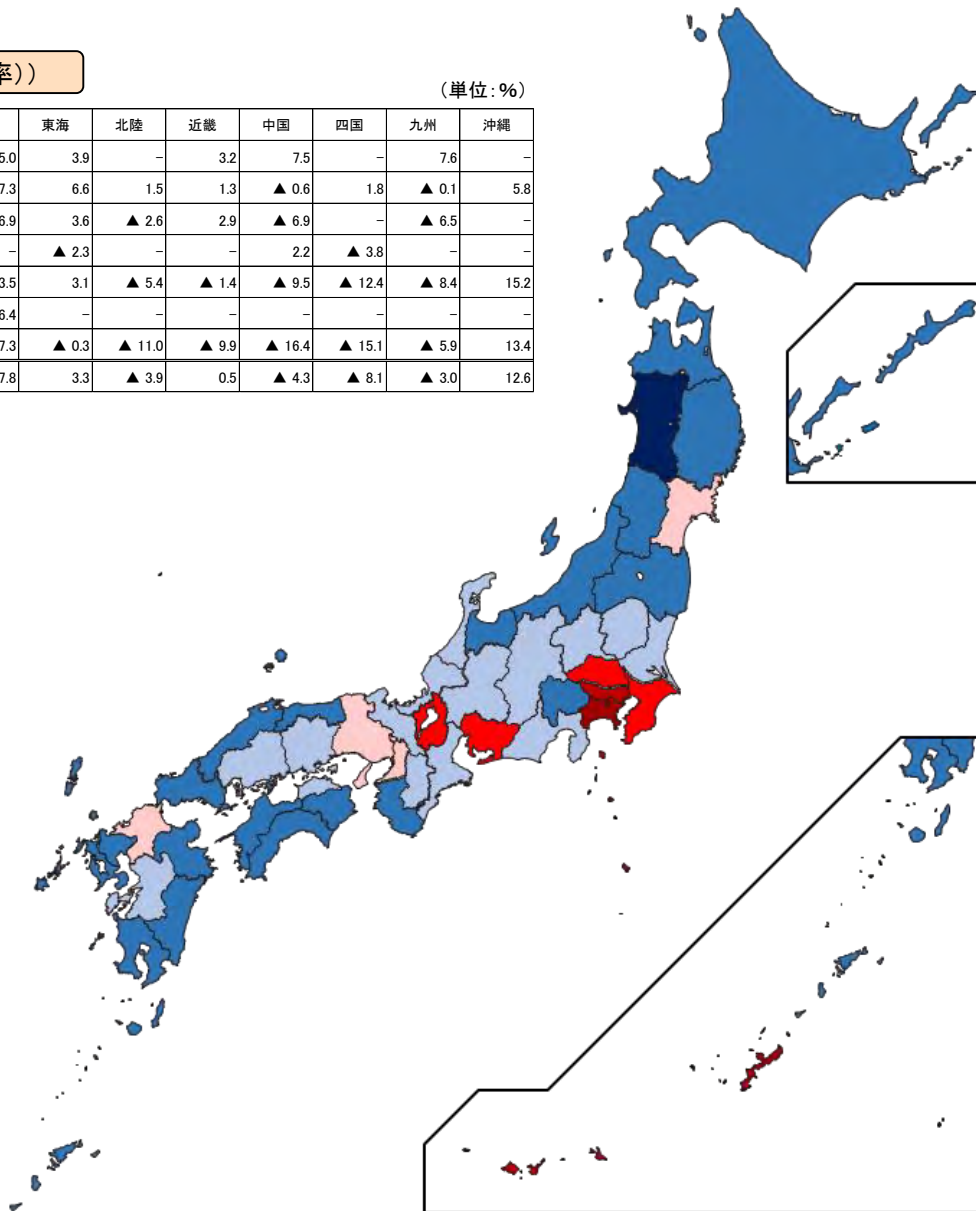 率))
(単位:%)
東海 北陸 近畿 中国 四国 九州 沖縄
5.0 3.9 - 3.2 7.5 - 7.6 -
7.3 6.6 1.5 1.3 ▲ 0.6 1.8 ▲ 0.1 5.8
6.9 3.6 ▲ 2.6 2.9 ▲ 6.9 - ▲ 6.5 -
- ▲ 2.3 - - 2.2 ▲ 3.8 - -
3.5 3.1 ▲ 5.4 ▲ 1.4 ▲ 9.5 ▲ 12.4 ▲ 8.4 15.2
6.4 - - - - - - -
7.3 ▲ 0.3 ▲ 11.0 ▲ 9.9 ▲ 16.4 ▲ 15.1 ▲ 5.9 13.4
7.8 3.3 ▲ 3.9 0.5 ▲ 4.3 ▲ 8.1 ▲ 3.0 12.6